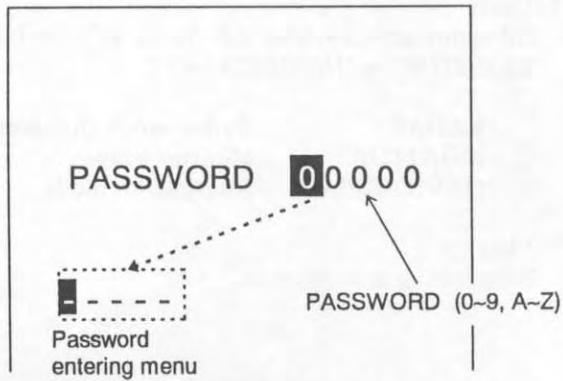 PASSWORD 00000
- - - - -
PASSWORD (0~9, A~Z)
Password
entering menu